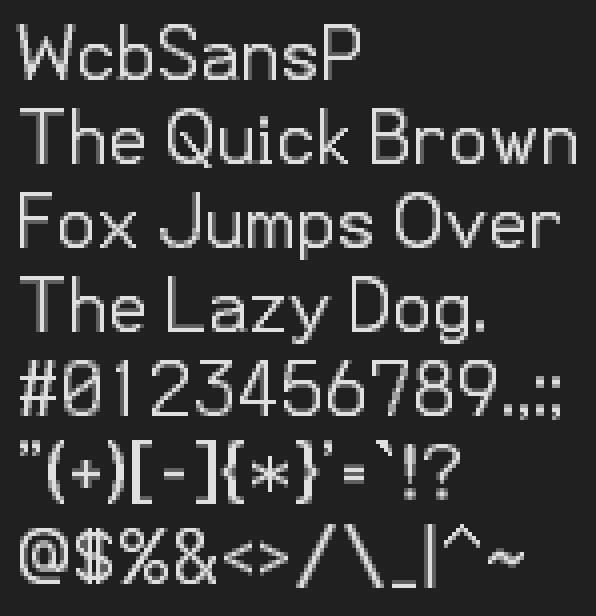 WcbSansP
The Quick Brown
Fox Jumps Over
The Lazy Dog.
#0123456789.,:;
"(+)[-]{*}'=`!?
@$%&<>/\_|^~